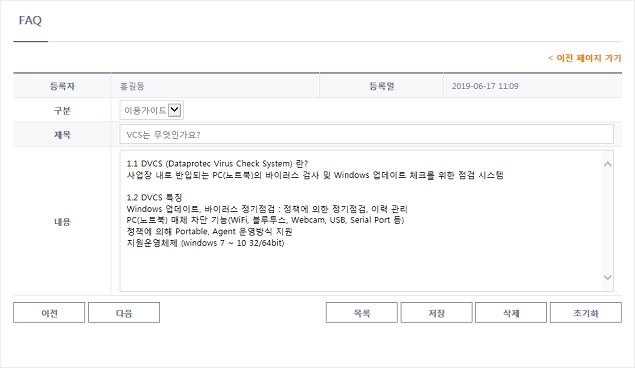 FAQ
< 이전 페이지 가기
등록자 홍길동 등록일 2019-06-17 11:09
구분 이용가이드
제목 VCS는 무엇인가요?
내용
1.1 DVCS (Dataprotec Virus Check System) 란?
사업장 내로 반입되는 PC(노트북)의 바이러스 검사 및 Windows 업데이트 체크를 위한 점검 시스템
1.2 DVCS 특징
Windows 업데이트, 바이러스 정기점검 : 정책에 의한 정기점검, 이력 관리
PC(노트북) 매체 차단 기능(WiFi, 블루투스, Webcam, USB, Serial Port 등)
정책에 의해 Portable, Agent 운영방식 지원
지원운영체제 (windows 7 ~ 10 32/64bit)
이전 다음 목록 저장 삭제 초기화